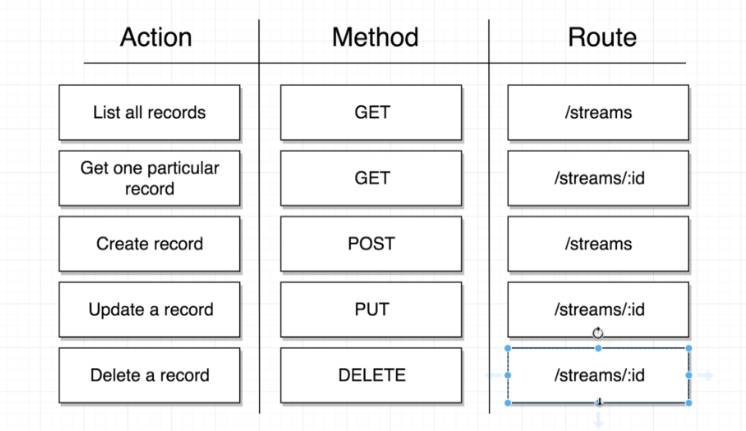 Action Method Route
List all records GET /streams
Get one particular
record GET /streams/:id
Create record POST /streams
Update a record PUT /streams/:id
Delete a record DELETE /streams/:id